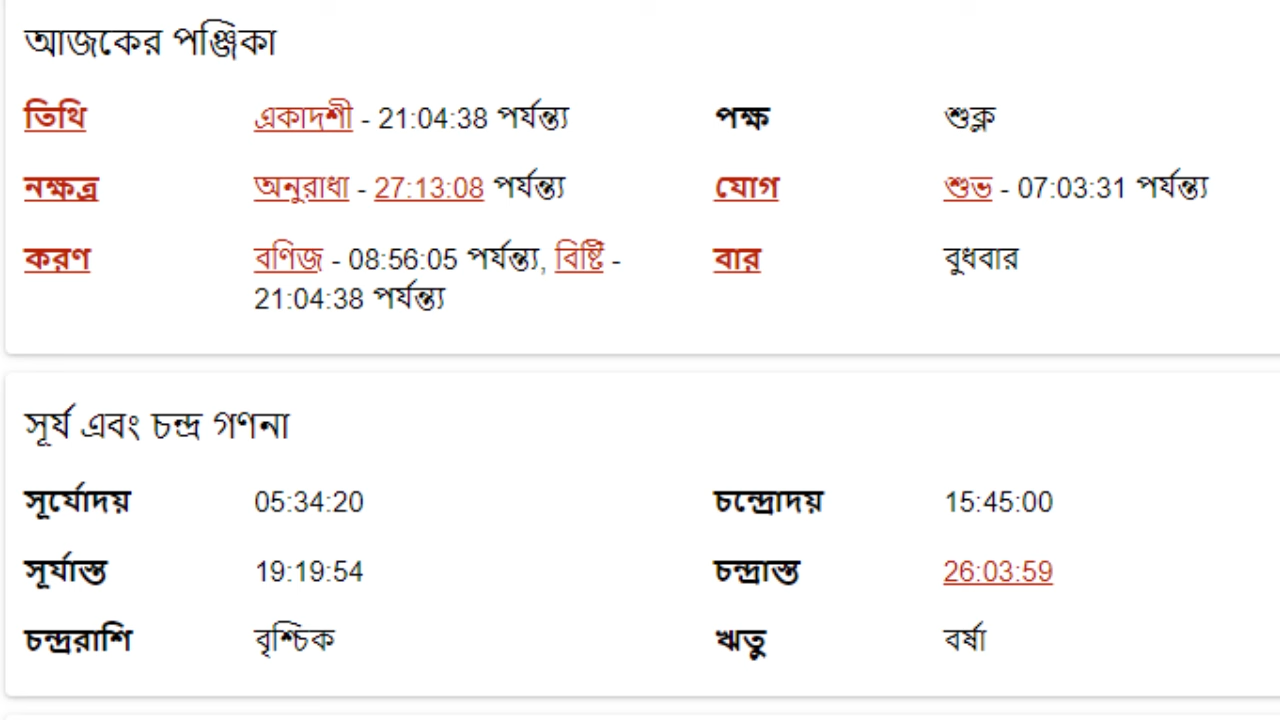 আজকের পঞ্জিকা
তিথি একাদশী - 21:04:38 পর্যন্ত্য পক্ষ শুক্ল
নক্ষত্র অনুরাধা - 27:13:08 পর্যন্ত্য যোগ শুভ - 07:03:31 পর্যন্ত্য
করণ বণিজ - 08:56:05 পর্যন্ত্য, বিষ্টি - বার বুধবার
21:04:38 পর্যন্ত্য
সূর্য এবং চন্দ্র গণনা
সূর্যোদয় 05:34:20 চন্দ্রোদয় 15:45:00
সূর্যাস্ত 19:19:54 চন্দ্রাস্ত 26:03:59
চন্দ্ররাশি বৃশ্চিক ঋতু বর্ষা